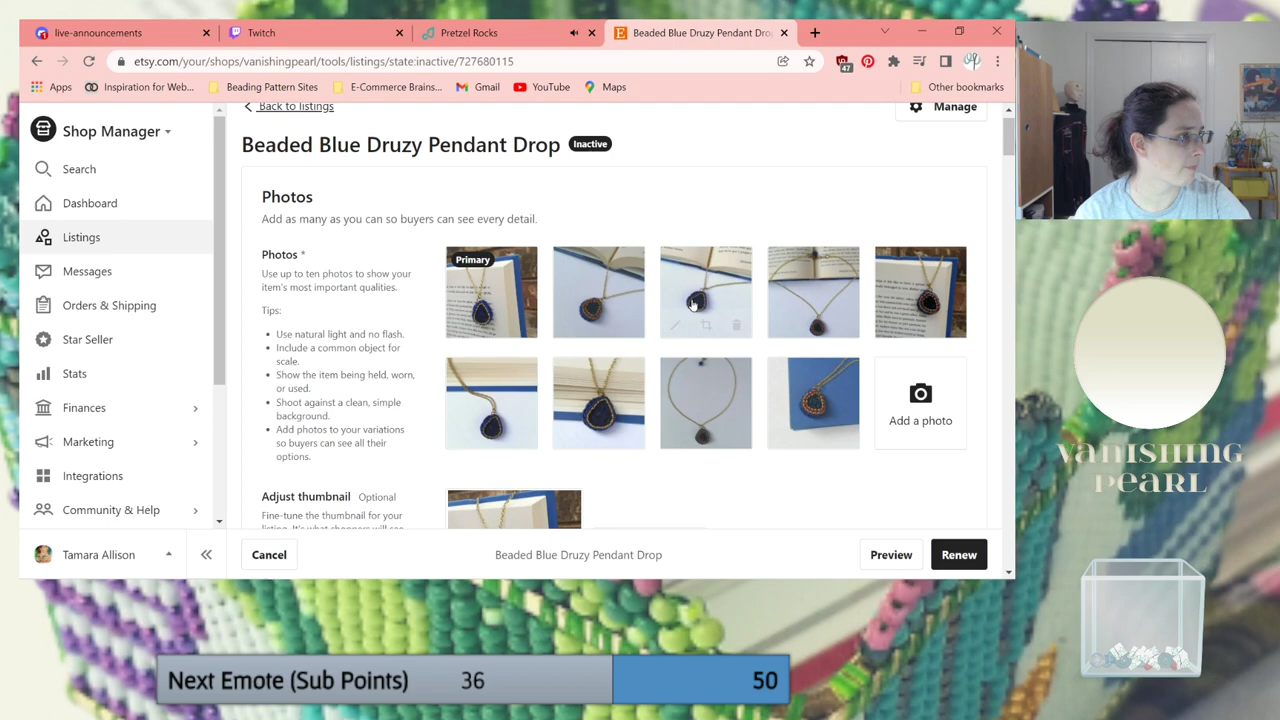 live-announcements
Twitch
Pretzel Rocks
Beaded Blue Druzy Pendant Dro
etsy.com/your/shops/vanishingpearl/tools/listings/state:inactive/727680115
47
Apps
Inspiration for Web...
Beading Pattern Sites
E-Commerce Brains...
Gmail
YouTube
Maps
Other bookmarks
Shop Manager
Search
Dashboard
Listings
Messages
Orders & Shipping
Star Seller
Stats
Finances
Marketing
Integrations
Community & Help
Tamara Allison
Back to listings
Manage
Beaded Blue Druzy Pendant Drop
Inactive
Photos
Add as many as you can so buyers can see every detail.
Photos *
Use up to ten photos to show your
item's most important qualities.
Tips:
• Use natural light and no flash.
• Include a common object for
scale.
• Show the item being held, worn,
or used.
• Shoot against a clean, simple
background.
• Add photos to your variations
so buyers can see all their
options.
Primary
Add a photo
Adjust thumbnail Optional
Fine-tune the thumbnail for your
listing. It's what shoppers will see
Cancel
Beaded Blue Druzy Pendant Drop
Preview
Renew
VANISHING
PEARL
Next Emote (Sub Points) 36 50